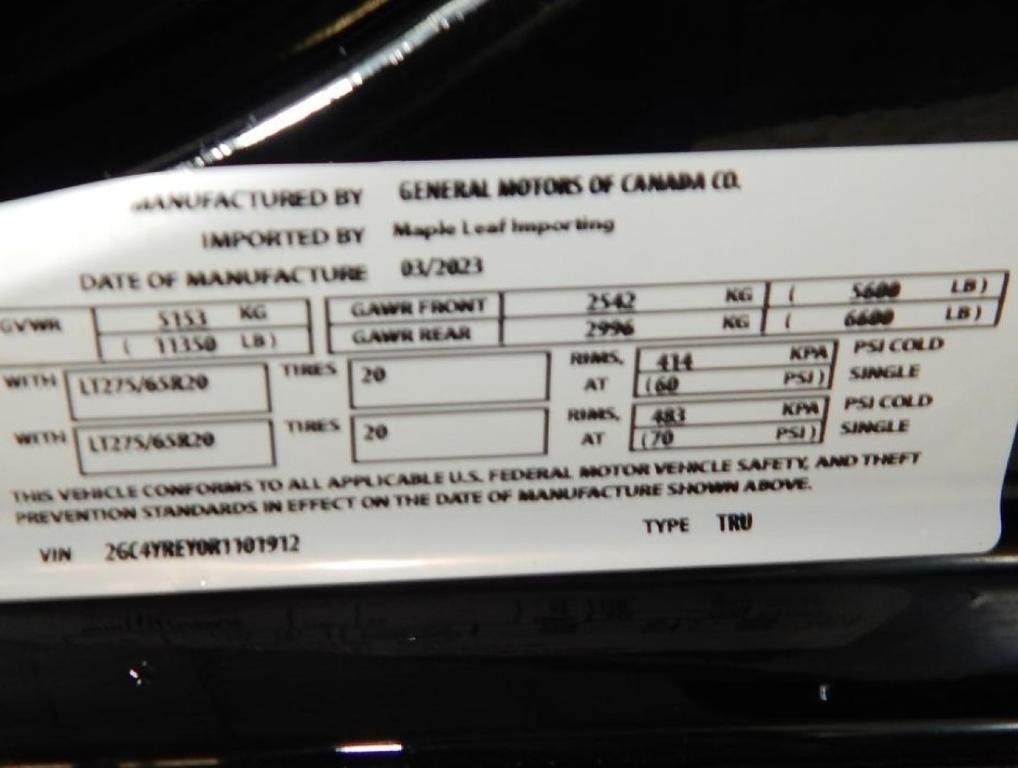 MANUFACTURED BY GENERAL MOTORS OF CANADA CO.
IMPORTED BY Maple Leaf Importing
DATE OF MANUFACTURE 03/2023
GVWR 5153 KG GAWR FRONT 2542 KG ( 5600 LB )
( 11350 LB ) GAWR REAR 2996 KG ( 6600 LB )
WITH LT275/65R20 TIRES 20 RIMS, AT 414 KPA (60 PSI) PSI COLD SINGLE
WITH LT275/65R20 TIRES 20 RIMS, AT 483 KPA (70 PSI) PSI COLD SINGLE
THIS VEHICLE CONFORMS TO ALL APPLICABLE U.S. FEDERAL MOTOR VEHICLE SAFETY, AND THEFT
PREVENTION STANDARDS IN EFFECT ON THE DATE OF MANUFACTURE SHOWN ABOVE.
VIN 2GC4YREY0R1101912 TYPE TRU